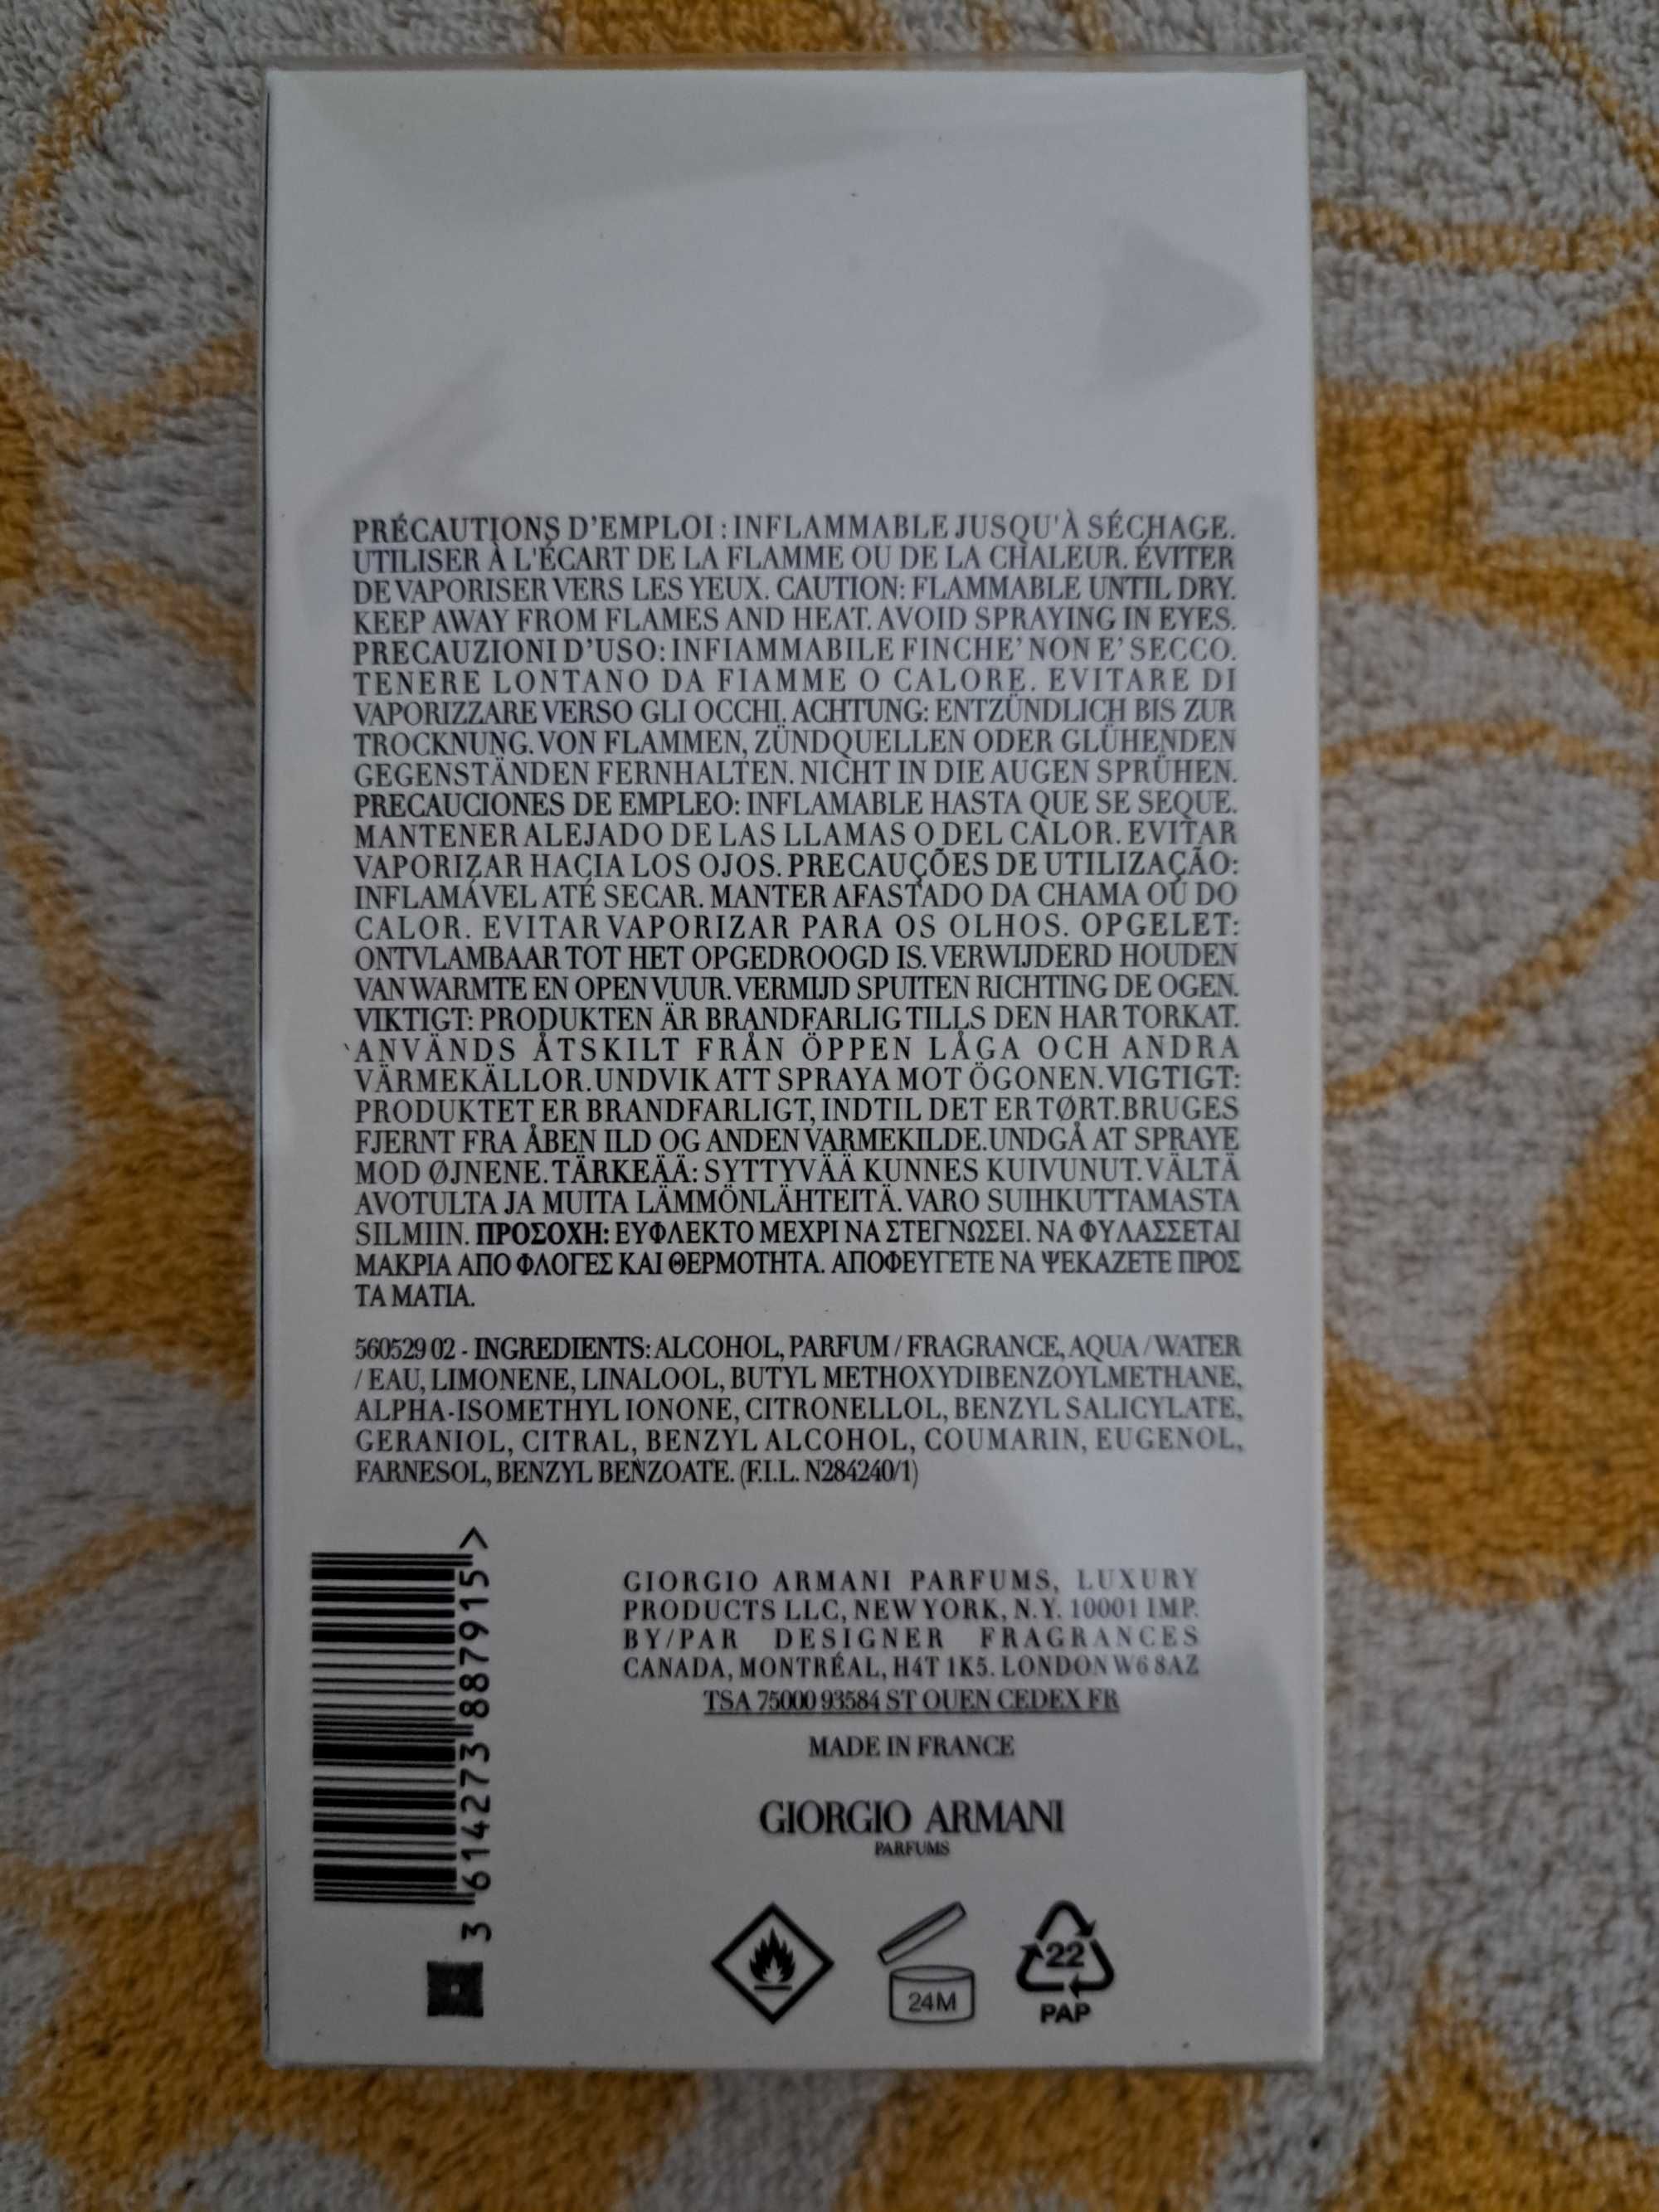 PRÉCAUTIONS D'EMPLOI : INFLAMMABLE JUSQU'À SÉCHAGE.
UTILISER À L'ÉCART DE LA FLAMME OU DE LA CHALEUR. ÉVITER
DE VAPORISER VERS LES YEUX. CAUTION: FLAMMABLE UNTIL DRY.
KEEP AWAY FROM FLAMES AND HEAT. AVOID SPRAYING IN EYES.
PRECAUZIONI D'USO: INFIAMMABILE FINCHE' NON E' SECCO.
TENERE LONTANO DA FIAMME O CALORE. EVITARE DI
VAPORIZZARE VERSO GLI OCCHI. ACHTUNG: ENTZÜNDLICH BIS ZUR
TROCKNUNG. VON FLAMMEN, ZÜNDQUELLEN ODER GLÜHENDEN
GEGENSTÄNDEN FERNHALTEN. NICHT IN DIE AUGEN SPRÜHEN.
PRECAUCIONES DE EMPLEO: INFLAMABLE HASTA QUE SE SEQUE.
MANTENER ALEJADO DE LAS LLAMAS O DEL CALOR. EVITAR
VAPORIZAR HACIA LOS OJOS. PRECAUÇÕES DE UTILIZAÇÃO:
INFLAMÁVEL ATÉ SECAR. MANTER AFASTADO DA CHAMA OU DO
CALOR. EVITAR VAPORIZAR PARA OS OLHOS. OPGELET:
ONTVLAMBAAR TOT HET OPGEDROOGD IS. VERWIJDERD HOUDEN
VAN WARMTE EN OPEN VUUR. VERMIJD SPUITEN RICHTING DE OGEN.
VIKTIGT: PRODUKTEN ÄR BRANDFARLIG TILLS DEN HAR TORKAT.
ANVÄNDS ÅTSKILT FRÅN ÖPPEN LÅGA OCH ANDRA
VÄRMEKÄLLOR. UNDVIK ATT SPRAYA MOT ÖGONEN. VIGTIGT:
PRODUKTET ER BRANDFARLIGT, INDTIL DET ER TØRT. BRUGES
FJERNT FRA ÅBEN ILD OG ANDEN VARMEKILDE. UNDGÅ AT SPRAYE
MOD ØJNENE. TÄRKEÄÄ: SYTTYVÄÄ KUNNES KUIVUNUT. VÄLTÄ
AVOTULTA JA MUITA LÄMMÖNLÄHTEITÄ. VARO SUIHKUTTAMASTA
SILMIIN. ΠΡΟΣΟΧΗ: ΕΥΦΛΕΚΤΟ ΜΕΧΡΙ ΝΑ ΣΤΕΓΝΩΣΕΙ. ΝΑ ΦΥΛΑΣΣΕΤΑΙ
ΜΑΚΡΙΑ ΑΠΟ ΦΛΟΓΕΣ ΚΑΙ ΘΕΡΜΟΤΗΤΑ. ΑΠΟΦΕΥΓΕΤΕ ΝΑ ΨΕΚΑΖΕΤΕ ΠΡΟΣ
ΤΑ ΜΑΤΙΑ.
560529 02 - INGREDIENTS: ALCOHOL, PARFUM / FRAGRANCE, AQUA / WATER
/ EAU, LIMONENE, LINALOOL, BUTYL METHOXYDIBENZOYLMETHANE,
ALPHA-ISOMETHYL IONONE, CITRONELLOL, BENZYL SALICYLATE,
GERANIOL, CITRAL, BENZYL ALCOHOL, COUMARIN, EUGENOL,
FARNESOL, BENZYL BENZOATE. (F.I.L. N284240/1)
3 614273 887915 >
GIORGIO ARMANI PARFUMS, LUXURY
PRODUCTS LLC, NEW YORK, N.Y. 10001 IMP.
BY/PAR DESIGNER FRAGRANCES
CANADA, MONTRÉAL, H4T 1K5. LONDON W6 8AZ
TSA 75000 93584 ST OUEN CEDEX FR
MADE IN FRANCE
GIORGIO ARMANI
PARFUMS
24M
22
PAP